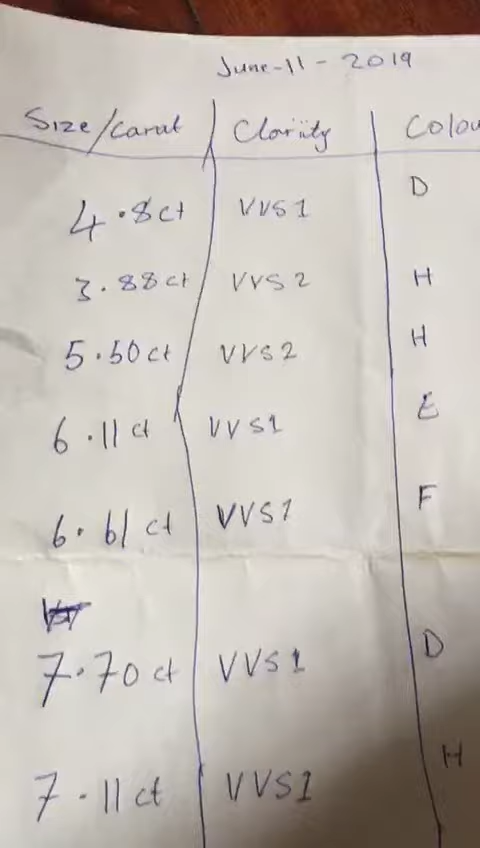 June-11-2019
Size/Carat Clariity Colou
4.8ct VVS1 D
3.88ct VVS2 H
5.50ct VVS2 H
6.11ct VVS1 E
6.61ct VVS1 F
7.70ct VVS1 D
7.11ct VVS1 H